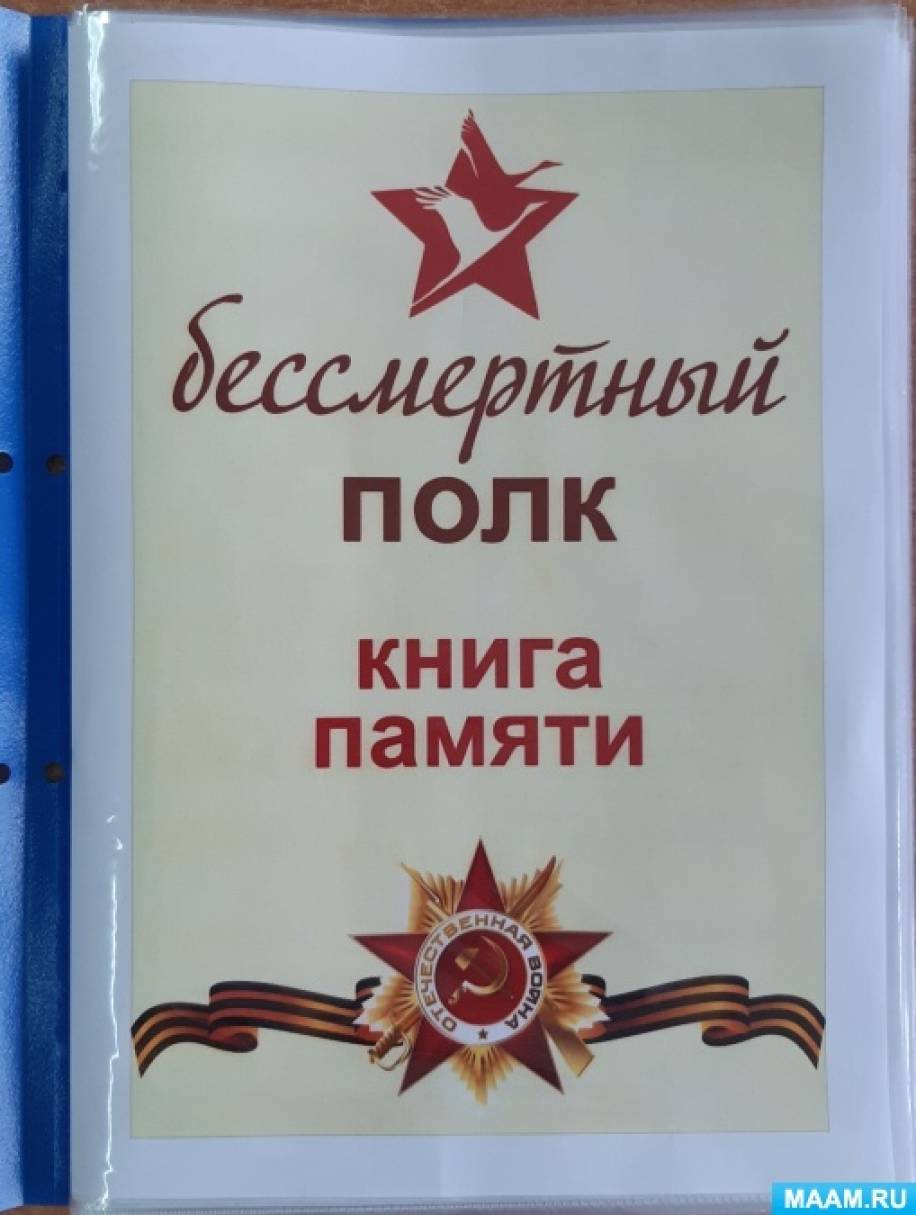 бессмертный
ПОЛК
книга
памяти
ОТЕЧЕСТВЕННАЯ ВОЙНА
MAAM.RU